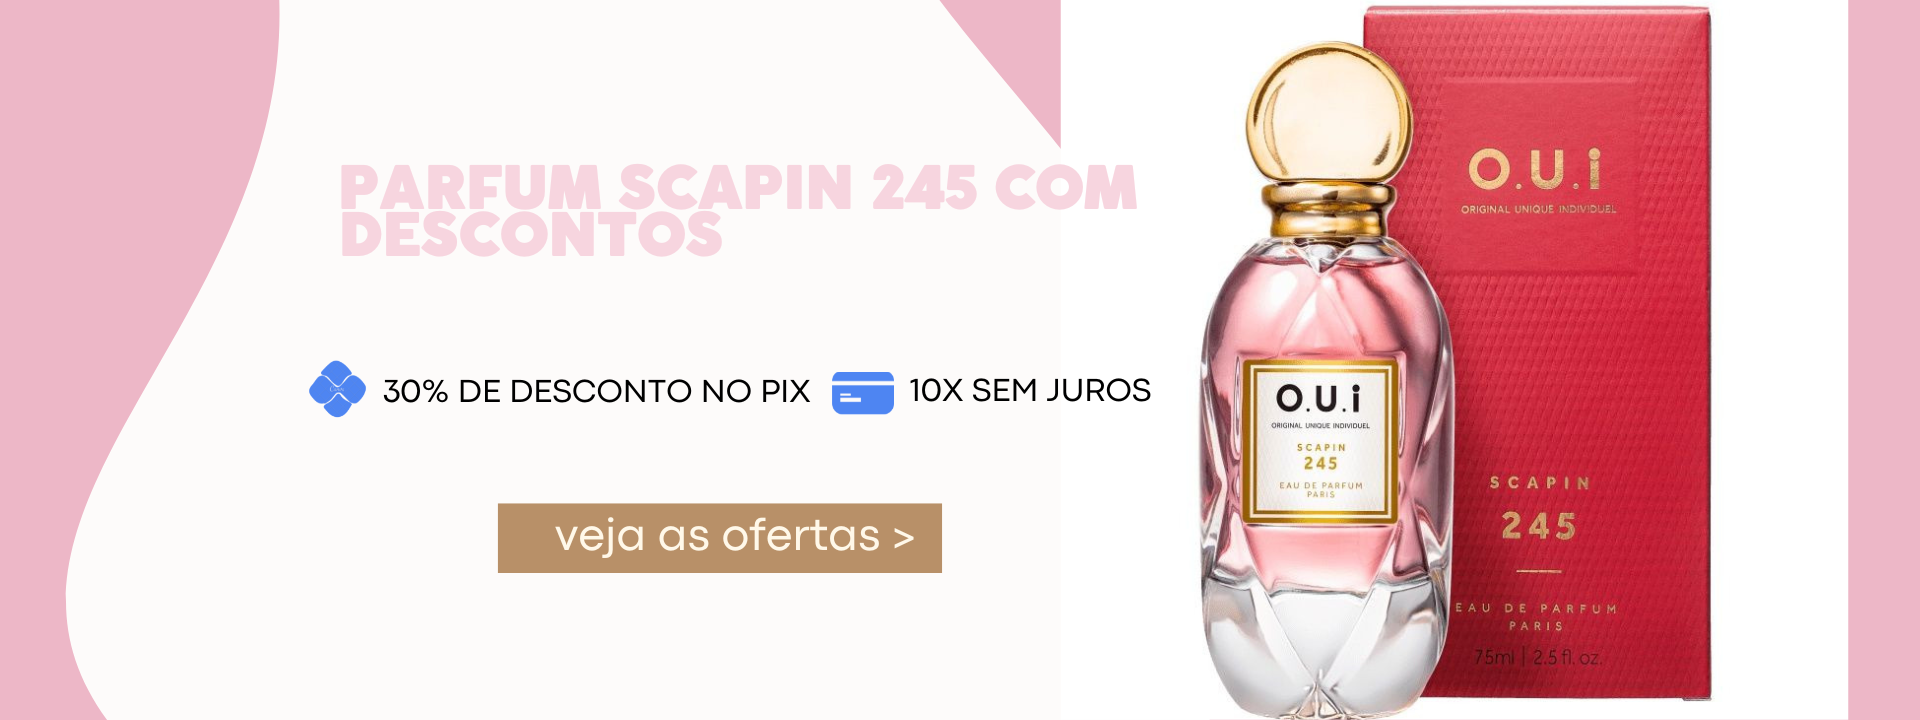 PARFUM SCAPIN 245 COM
DESCONTOS
30% DE DESCONTO NO PIX
10X SEM JUROS
veja as ofertas >
O.U.i
ORIGINAL UNIQUE INDIVIDUEL
SCAPIN
245
EAU DE PARFUM
PARIS
O.U.i
ORIGINAL UNIQUE INDIVIDUEL
SCAPIN
245
EAU DE PARFUM
PARIS
75ml | 2.5 fl. oz.